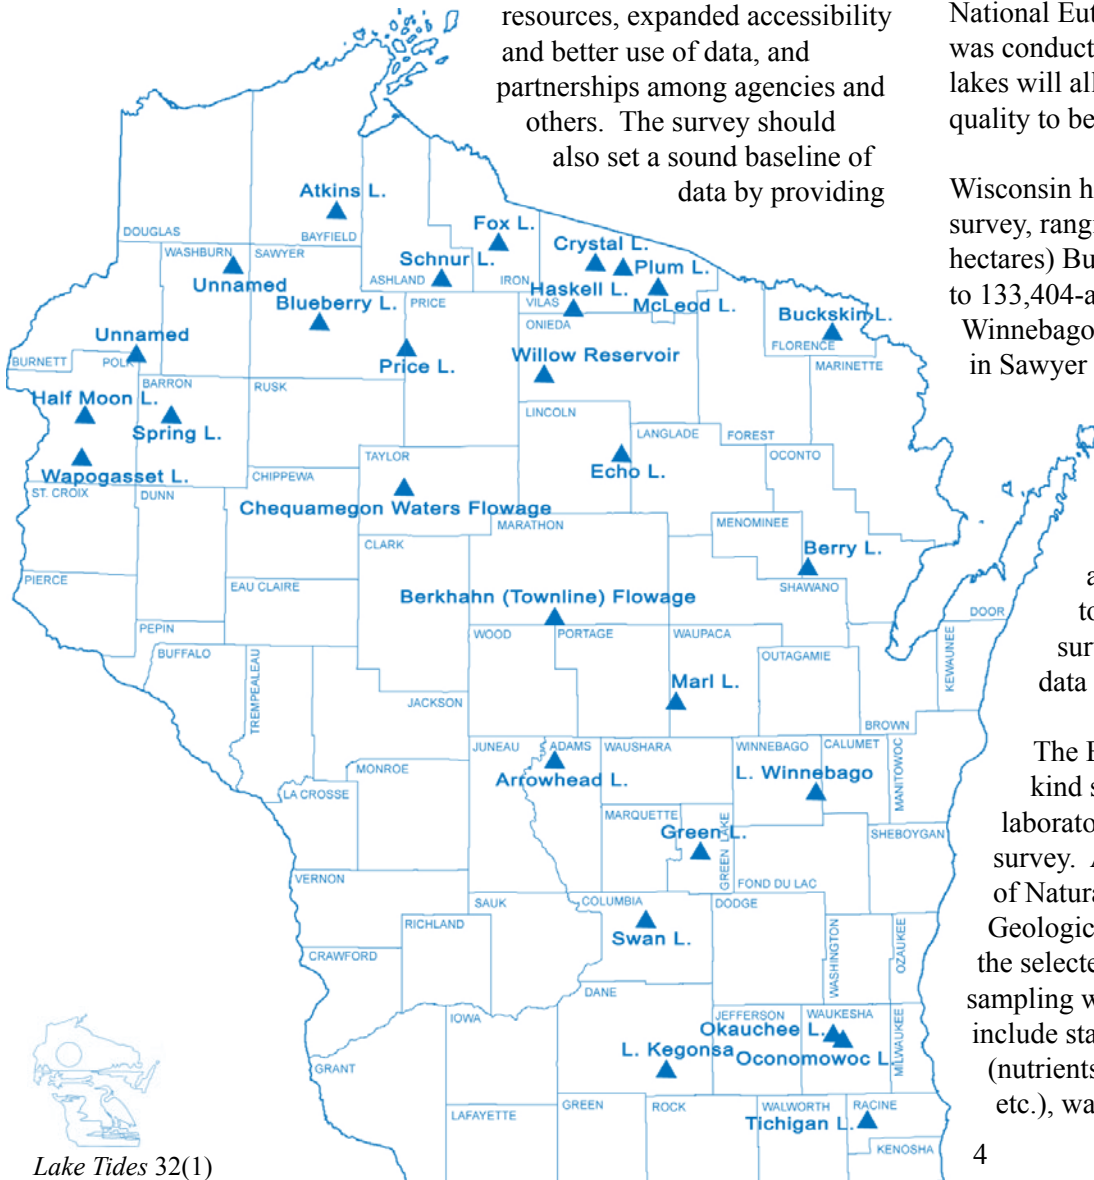 resources, expanded accessibility
and better use of data, and
partnerships among agencies and
others.  The survey should
also set a sound baseline of
data by providing
National Eut
was conduct
lakes will all
quality to be
Wisconsin h
survey, rang
hectares) Bu
to 133,404-a
Winnebago
in Sawyer
a
to
sur
data
The E
kind s
laborato
survey.  A
of Natura
Geologic
the selecte
sampling w
include sta
(nutrients
etc.), wa
Atkins L.
DOUGLAS
BAYFIELD
Fox L.
Crystal L.
WASHBURN
SAWYER
Schnur L.
Plum L.
Unnamed
ASHLAND
IRON
Haskell L.
McLeod L.
Blueberry L.
PRICE
VILAS
ONIEDA
Buckskin L.
Unnamed
FLORENCE
BURNETT
POLK
Price L.
Willow Reservoir
MARINETTE
BARRON
RUSK
Half Moon L.
LINCOLN
Spring L.
LANGLADE
FOREST
TAYLOR
OCONTO
Wapogasset L.
CHIPPEWA
Echo L.
ST. CROIX
DUNN
Chequamegon Waters Flowage
MARATHON
MENOMINEE
CLARK
Berry L.
PIERCE
EAU CLAIRE
SHAWANO
Berkhahn (Townline) Flowage
DOOR
PEPIN
WOOD
PORTAGE
WAUPACA
BUFFALO
OUTAGAMIE
KEWAUNEE
TREMPEALEAU
Marl L.
JACKSON
BROWN
JUNEAU
ADAMS
WAUSHARA
WINNEBAGO
CALUMET
MANITOWOC
MONROE
Arrowhead L.
L. Winnebago
LA CROSSE
MARQUETTE
Green L.
GREEN LAKE
SHEBOYGAN
VERNON
FOND DU LAC
SAUK
COLUMBIA
DODGE
RICHLAND
Swan L.
WASHINGTON
OZAUKEE
CRAWFORD
DANE
IOWA
JEFFERSON
WAUKESHA
Okauchee L.
MILWAUKEE
L. Kegonsa
Oconomowoc L.
GRANT
GREEN
ROCK
WALWORTH
RACINE
LAFAYETTE
Tichigan L.
KENOSHA
Lake Tides 32(1)
4